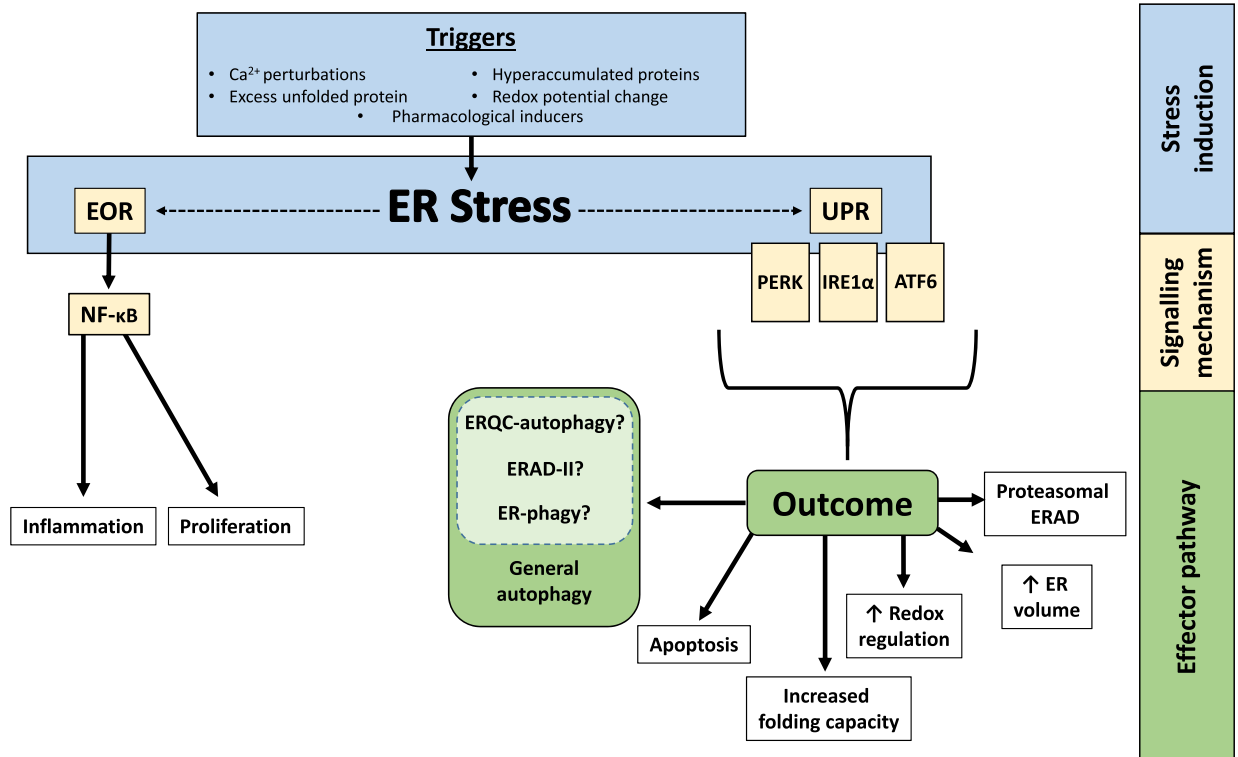 Triggers
• Ca²⁺ perturbations
• Excess unfolded protein
• Hyperaccumulated proteins
• Redox potential change
• Pharmacological inducers
EOR
ER Stress
UPR
PERK
IRE1α
ATF6
NF-κB
Inflammation
Proliferation
ERQC-autophagy?
ERAD-II?
ER-phagy?
General
autophagy
Outcome
Proteasomal
ERAD
↑ ER
volume
↑ Redox
regulation
Apoptosis
Increased
folding capacity
Stress
induction
Signalling
mechanism
Effector pathway